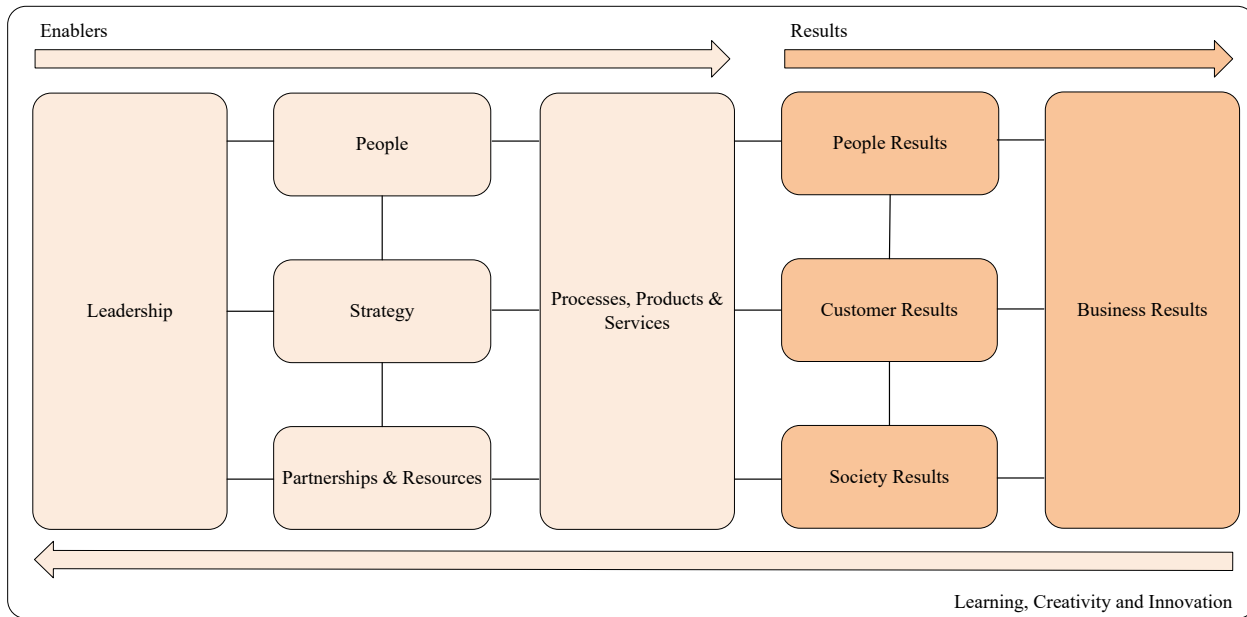 Enablers
Results
Leadership
People
Strategy
Partnerships & Resources
Processes, Products &
Services
People Results
Customer Results
Society Results
Business Results
Learning, Creativity and Innovation